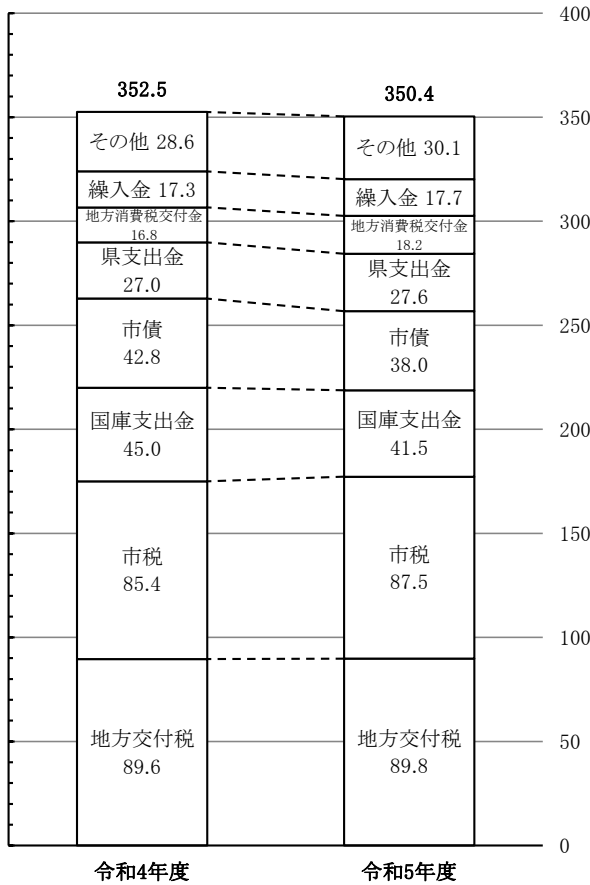 400
350
300
250
200
150
100
50
0
352.5
その他 28.6
繰入金 17.3
地方消費税交付金
16.8
県支出金
27.0
市債
42.8
国庫支出金
45.0
市税
85.4
地方交付税
89.6
令和4年度
350.4
その他 30.1
繰入金 17.7
地方消費税交付金
18.2
県支出金
27.6
市債
38.0
国庫支出金
41.5
市税
87.5
地方交付税
89.8
令和5年度